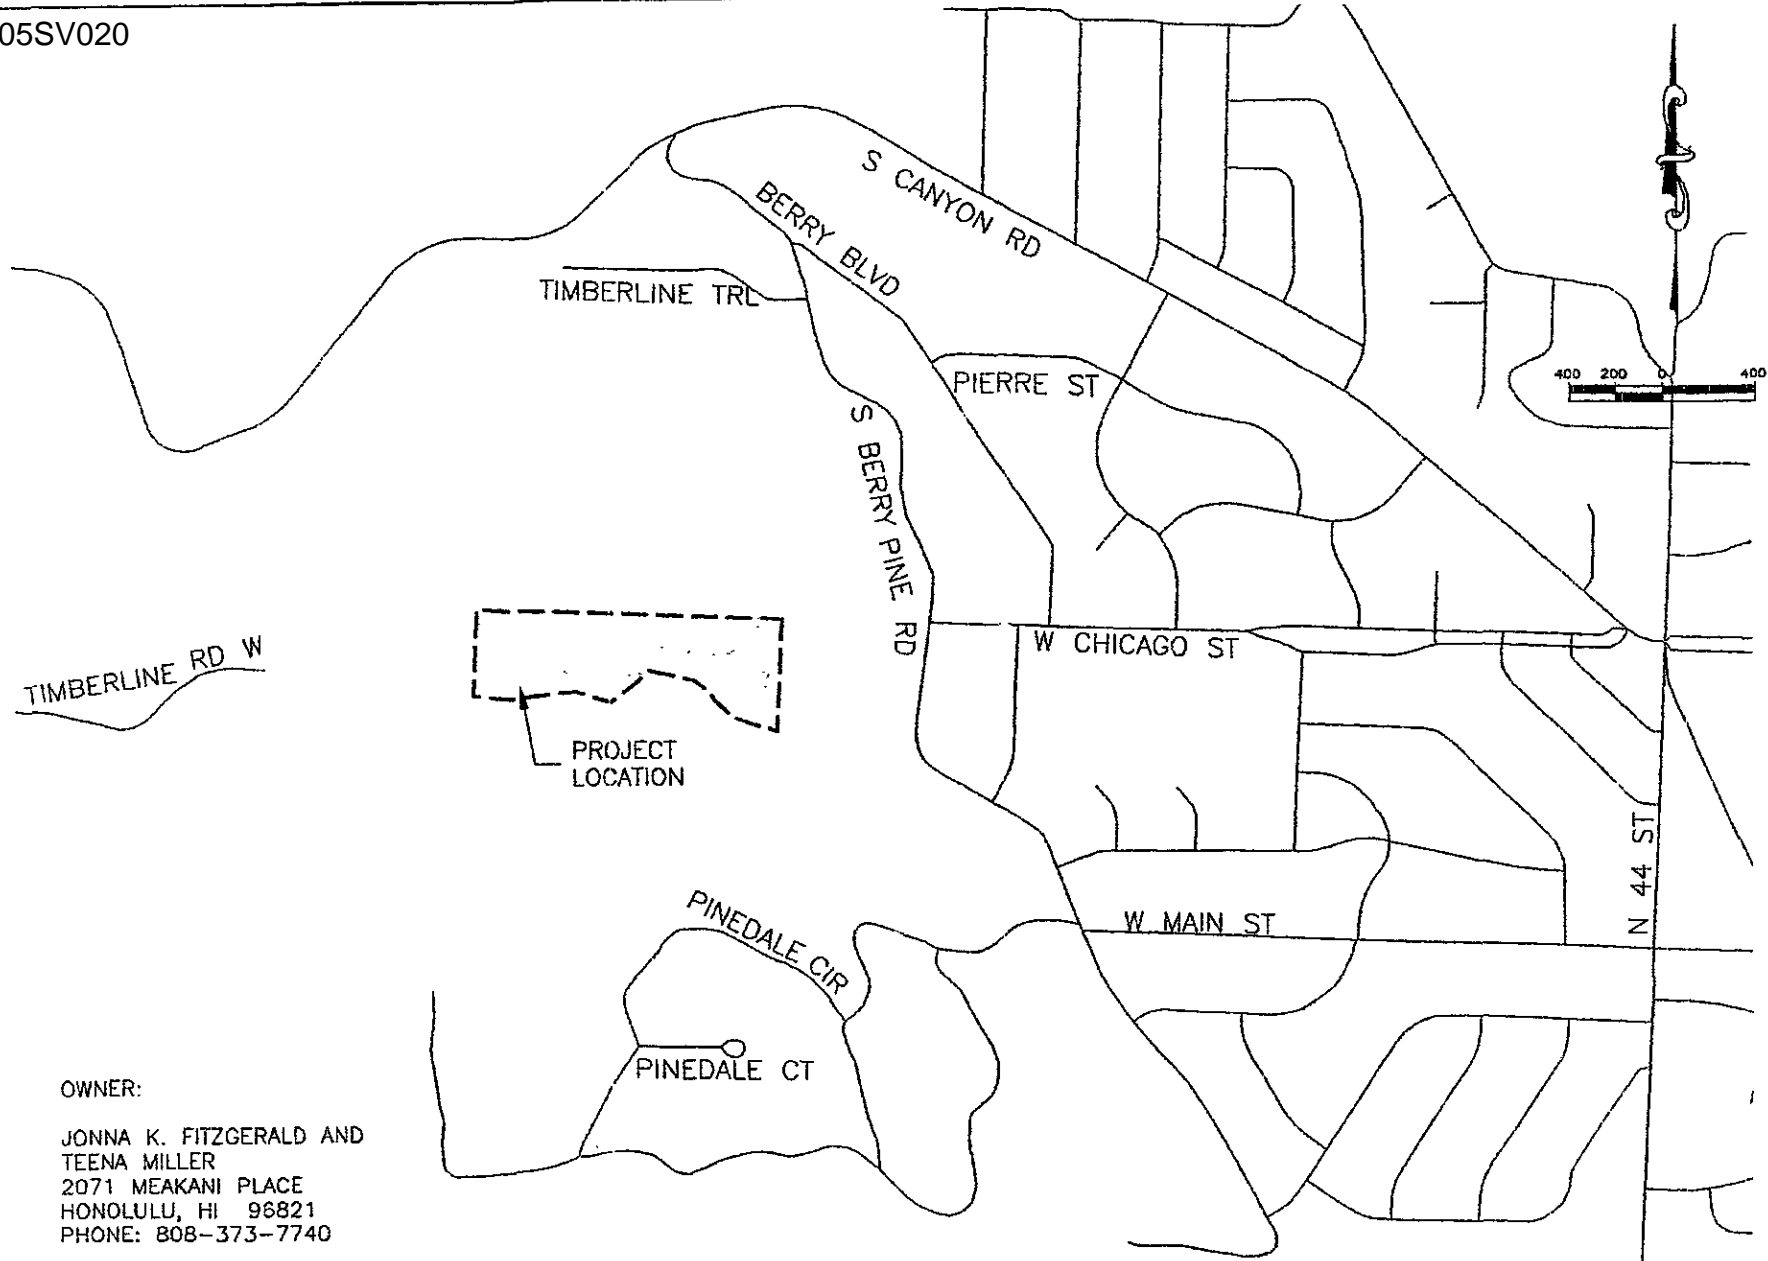 05SV020
S CANYON RD
BERRY BLVD
TIMBERLINE TRL
PIERRE ST
400 200 0 400
S BERRY PINE RD
TIMBERLINE RD W
W CHICAGO ST
PROJECT
LOCATION
N 44 ST
W MAIN ST
PINEDALE CIR
PINEDALE CT
OWNER:
JONNA K. FITZGERALD AND
TEENA MILLER
2071 MEAKANI PLACE
HONOLULU, HI 96821
PHONE: 808-373-7740